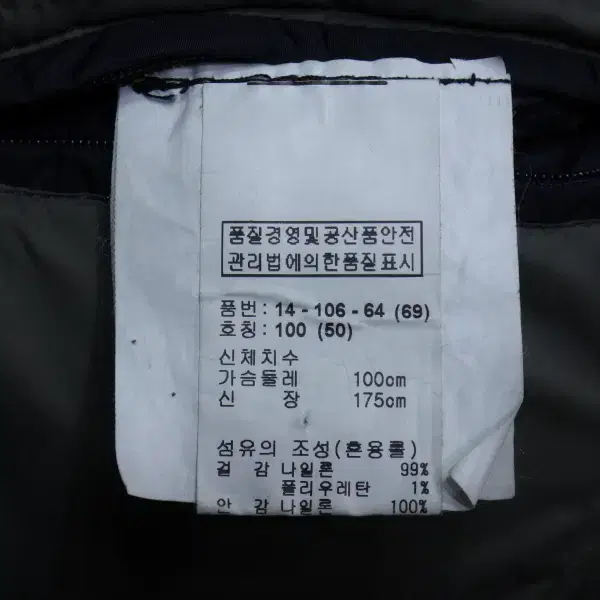 품질경영및공산품안전
관리법에의한품질표시
품번: 14 - 106 - 64 (69)
호칭: 100 (50)
신체치수
가슴둘레 100cm
신 장 175cm
섬유의 조성(혼용률)
겉 감 나일론 99%
폴리우레탄 1%
안 감 나일론 100%